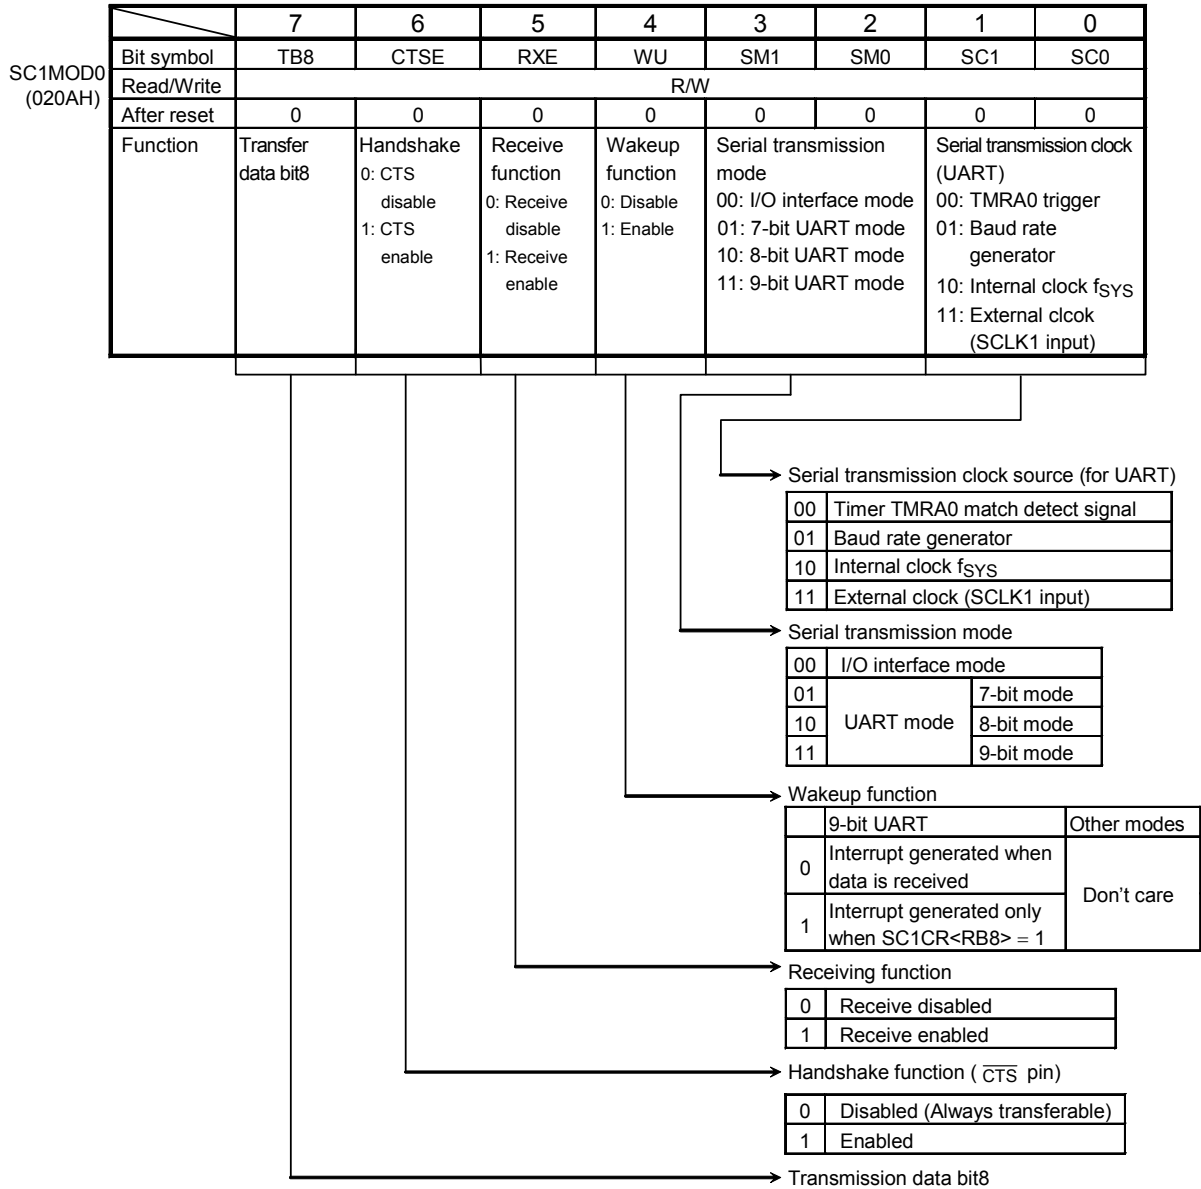 7 6 5 4 3 2 1 0
SC1MOD0
(020AH)
Bit symbol TB8 CTSE RXE WU SM1 SM0 SC1 SC0
Read/Write R/W
After reset 0 0 0 0 0 0 0 0
Function
Transfer
data bit8
Handshake
0: CTS
disable
1: CTS
enable
Receive
function
0: Receive
disable
1: Receive
enable
Wakeup
function
0: Disable
1: Enable
Serial transmission
mode
00: I/O interface mode
01: 7-bit UART mode
10: 8-bit UART mode
11: 9-bit UART mode
Serial transmission clock
(UART)
00: TMRA0 trigger
01: Baud rate
generator
10: Internal clock fSYS
11: External clcok
(SCLK1 input)
Serial transmission clock source (for UART)
00 Timer TMRA0 match detect signal
01 Baud rate generator
10 Internal clock fSYS
11 External clock (SCLK1 input)
Serial transmission mode
00 I/O interface mode
01 UART mode 7-bit mode
10 8-bit mode
11 9-bit mode
Wakeup function
9-bit UART Other modes
0 Interrupt generated when
data is received
Don't care
1 Interrupt generated only
when SC1CR<RB8> = 1
Receiving function
0 Receive disabled
1 Receive enabled
Handshake function ( CTS pin)
0 Disabled (Always transferable)
1 Enabled
Transmission data bit8